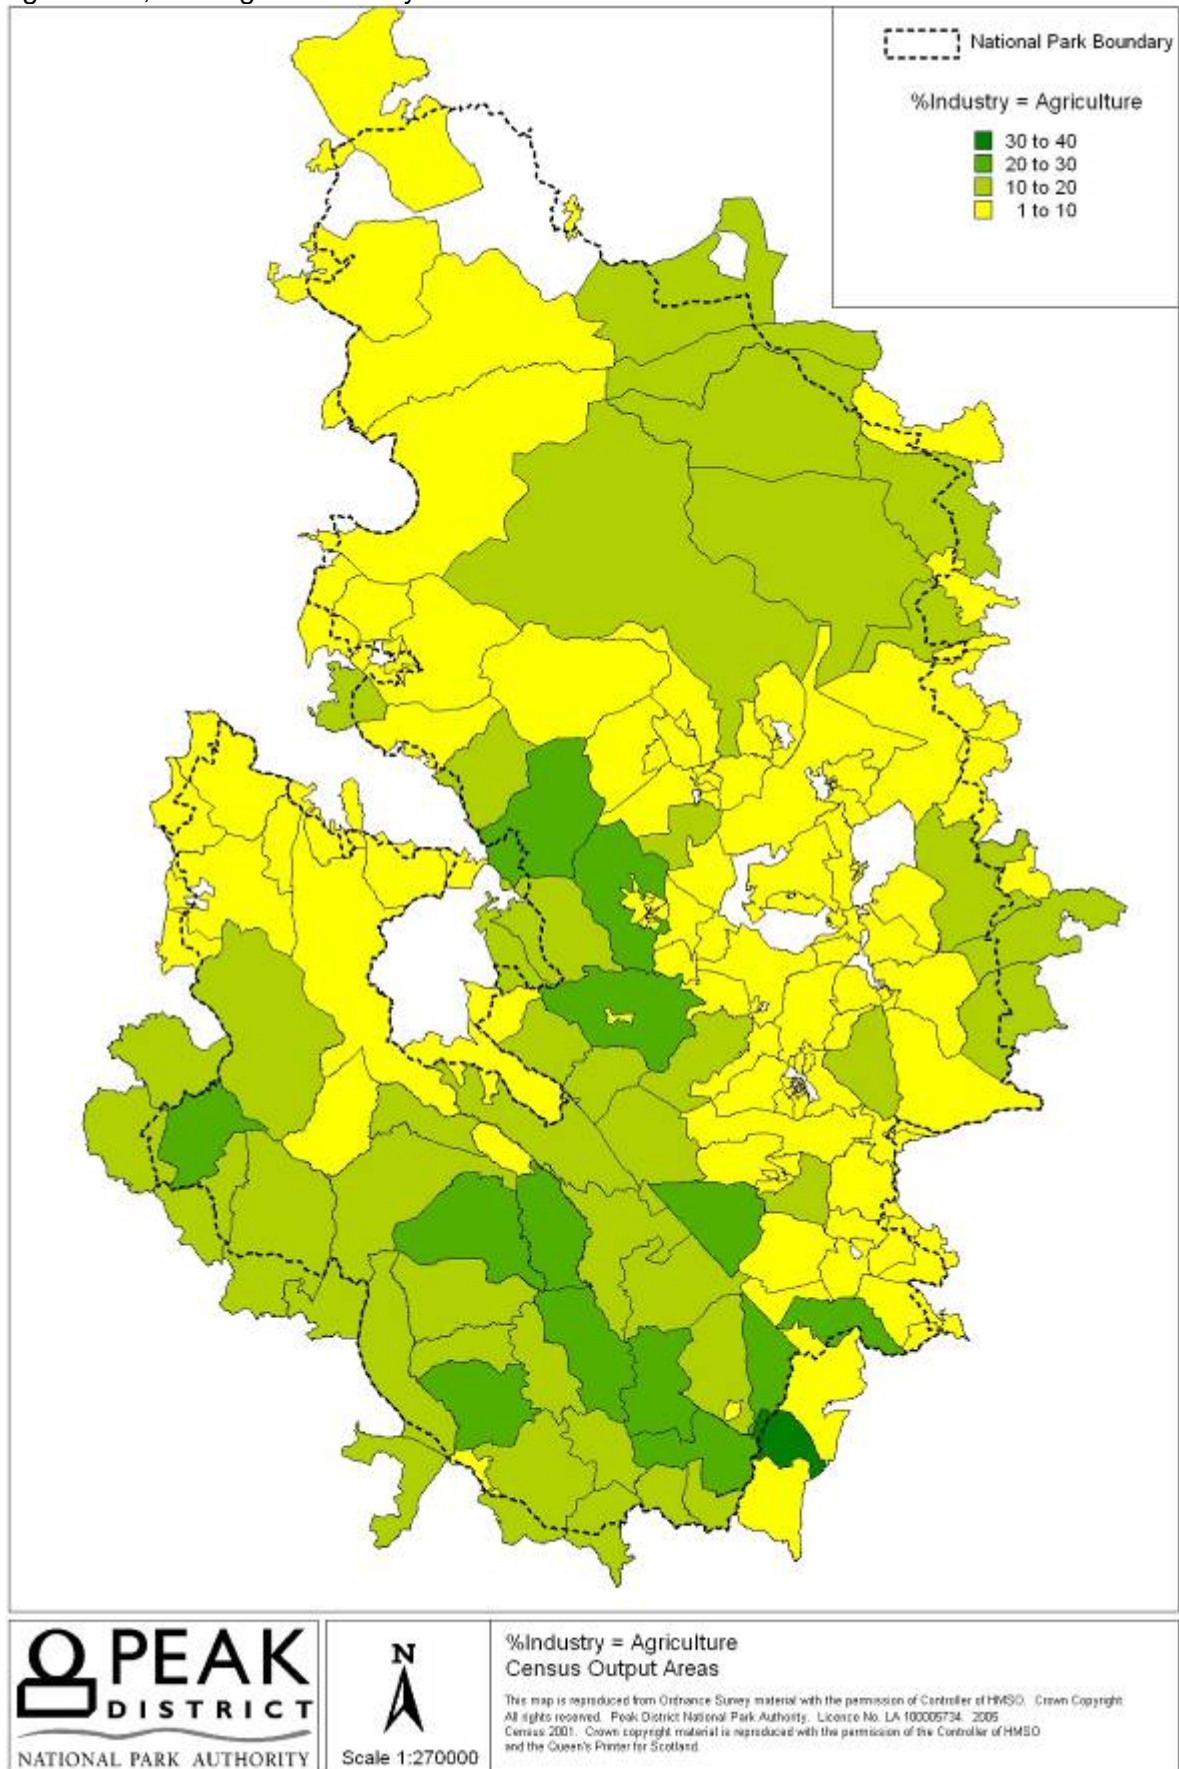 National Park Boundary
%Industry = Agriculture
30 to 40
20 to 30
10 to 20
1 to 10
PEAK
DISTRICT
NATIONAL PARK AUTHORITY
N
Scale 1:270000
%Industry = Agriculture
Census Output Areas
This map is reproduced from Ordnance Survey material with the permission of Controller of HMSO. Crown Copyright.
All rights reserved. Peak District National Park Authority. Licence No. LA 100005734. 2005
Census 2001. Crown copyright material is reproduced with the permission of the Controller of HMSO
and the Queen's Printer for Scotland.